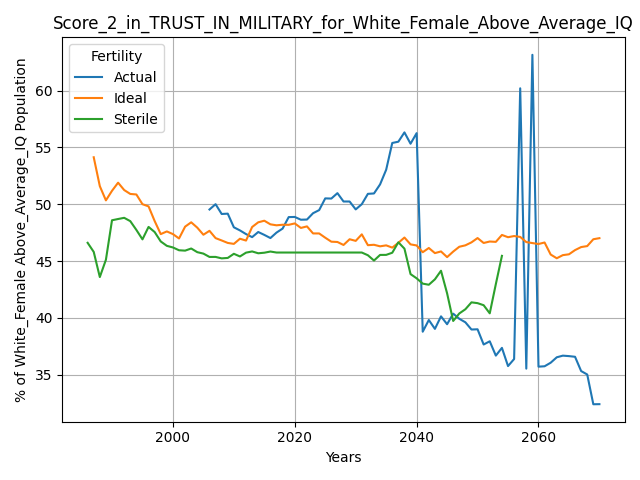 Score_2_in_TRUST_IN_MILITARY_for_White_Female_Above_Average_IQ
Fertility
Actual
Ideal
Sterile
% of White_Female Above_Average_IQ Population
60
55
50
45
40
35
2000
2020
2040
2060
Years